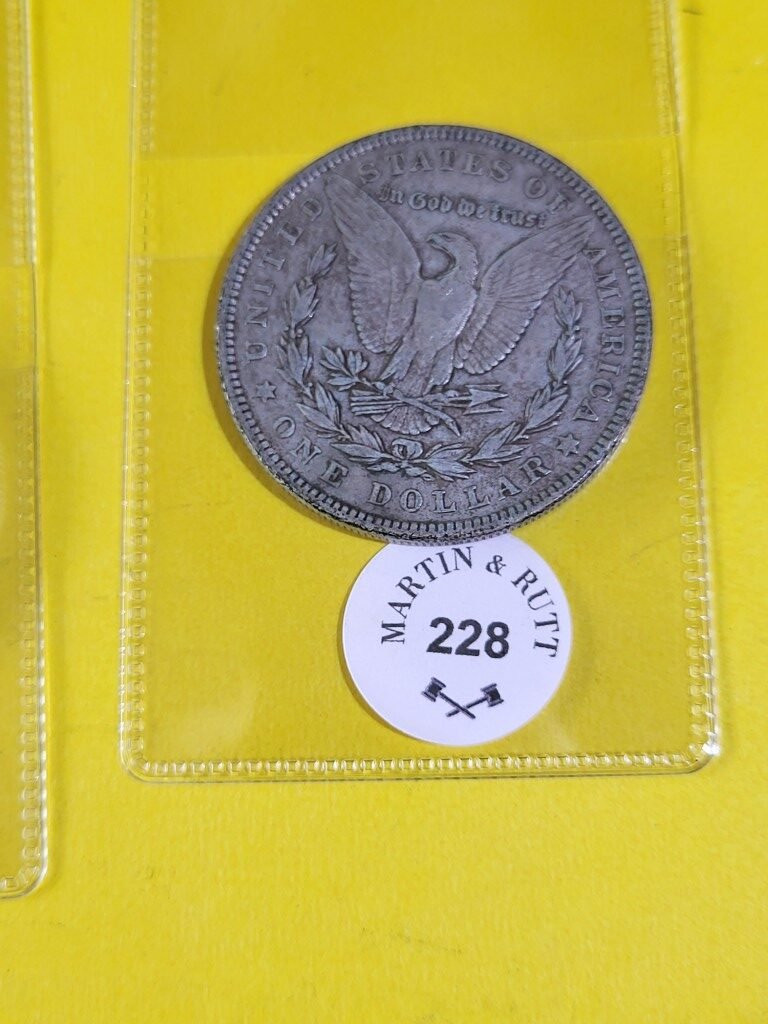 UNITED STATES OF AMERICA
In God we trust
ONE DOLLAR
MARTIN & RUTT
228